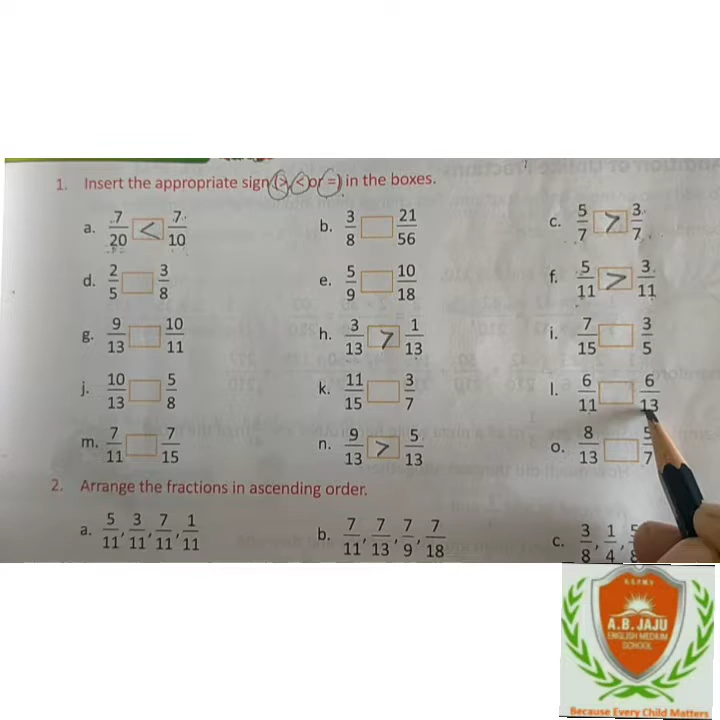 1. Insert the appropriate sign (>, < or =) in the boxes.
a. 7/20 < 7/10 b. 3/8 □ 21/56 c. 5/7 > 3/7
d. 2/5 □ 3/8 e. 5/9 □ 10/18 f. 5/11 > 3/11
g. 9/13 □ 10/11 h. 3/13 > 1/13 i. 7/15 □ 3/5
j. 10/13 □ 5/8 k. 11/15 □ 3/7 l. 6/11 □ 6/13
m. 7/11 □ 7/15 n. 9/13 > 5/13 o. 8/13 □ 5/7
2. Arrange the fractions in ascending order.
a. 5/11, 3/11, 7/11, 1/11 b. 7/11, 7/13, 7/9, 7/18 c. 3/8, 1/4, 5/8
A.B. JAJU
ENGLISH MEDIUM
SCHOOL
Because Every Child Matters